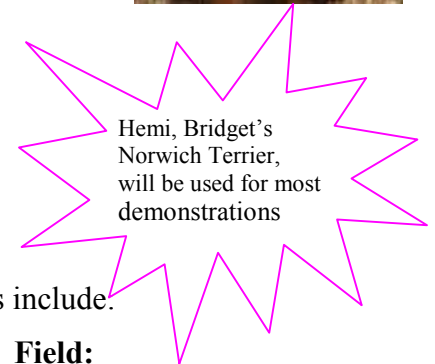 Hemi, Bridget's
Norwich Terrier,
will be used for most
demonstrations
s include:
Field: